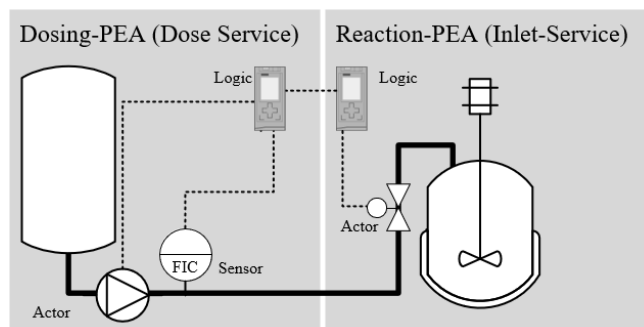 Dosing-PEA (Dose Service)
Reaction-PEA (Inlet-Service)
Logic
Logic
Actor
FIC
Sensor
Actor